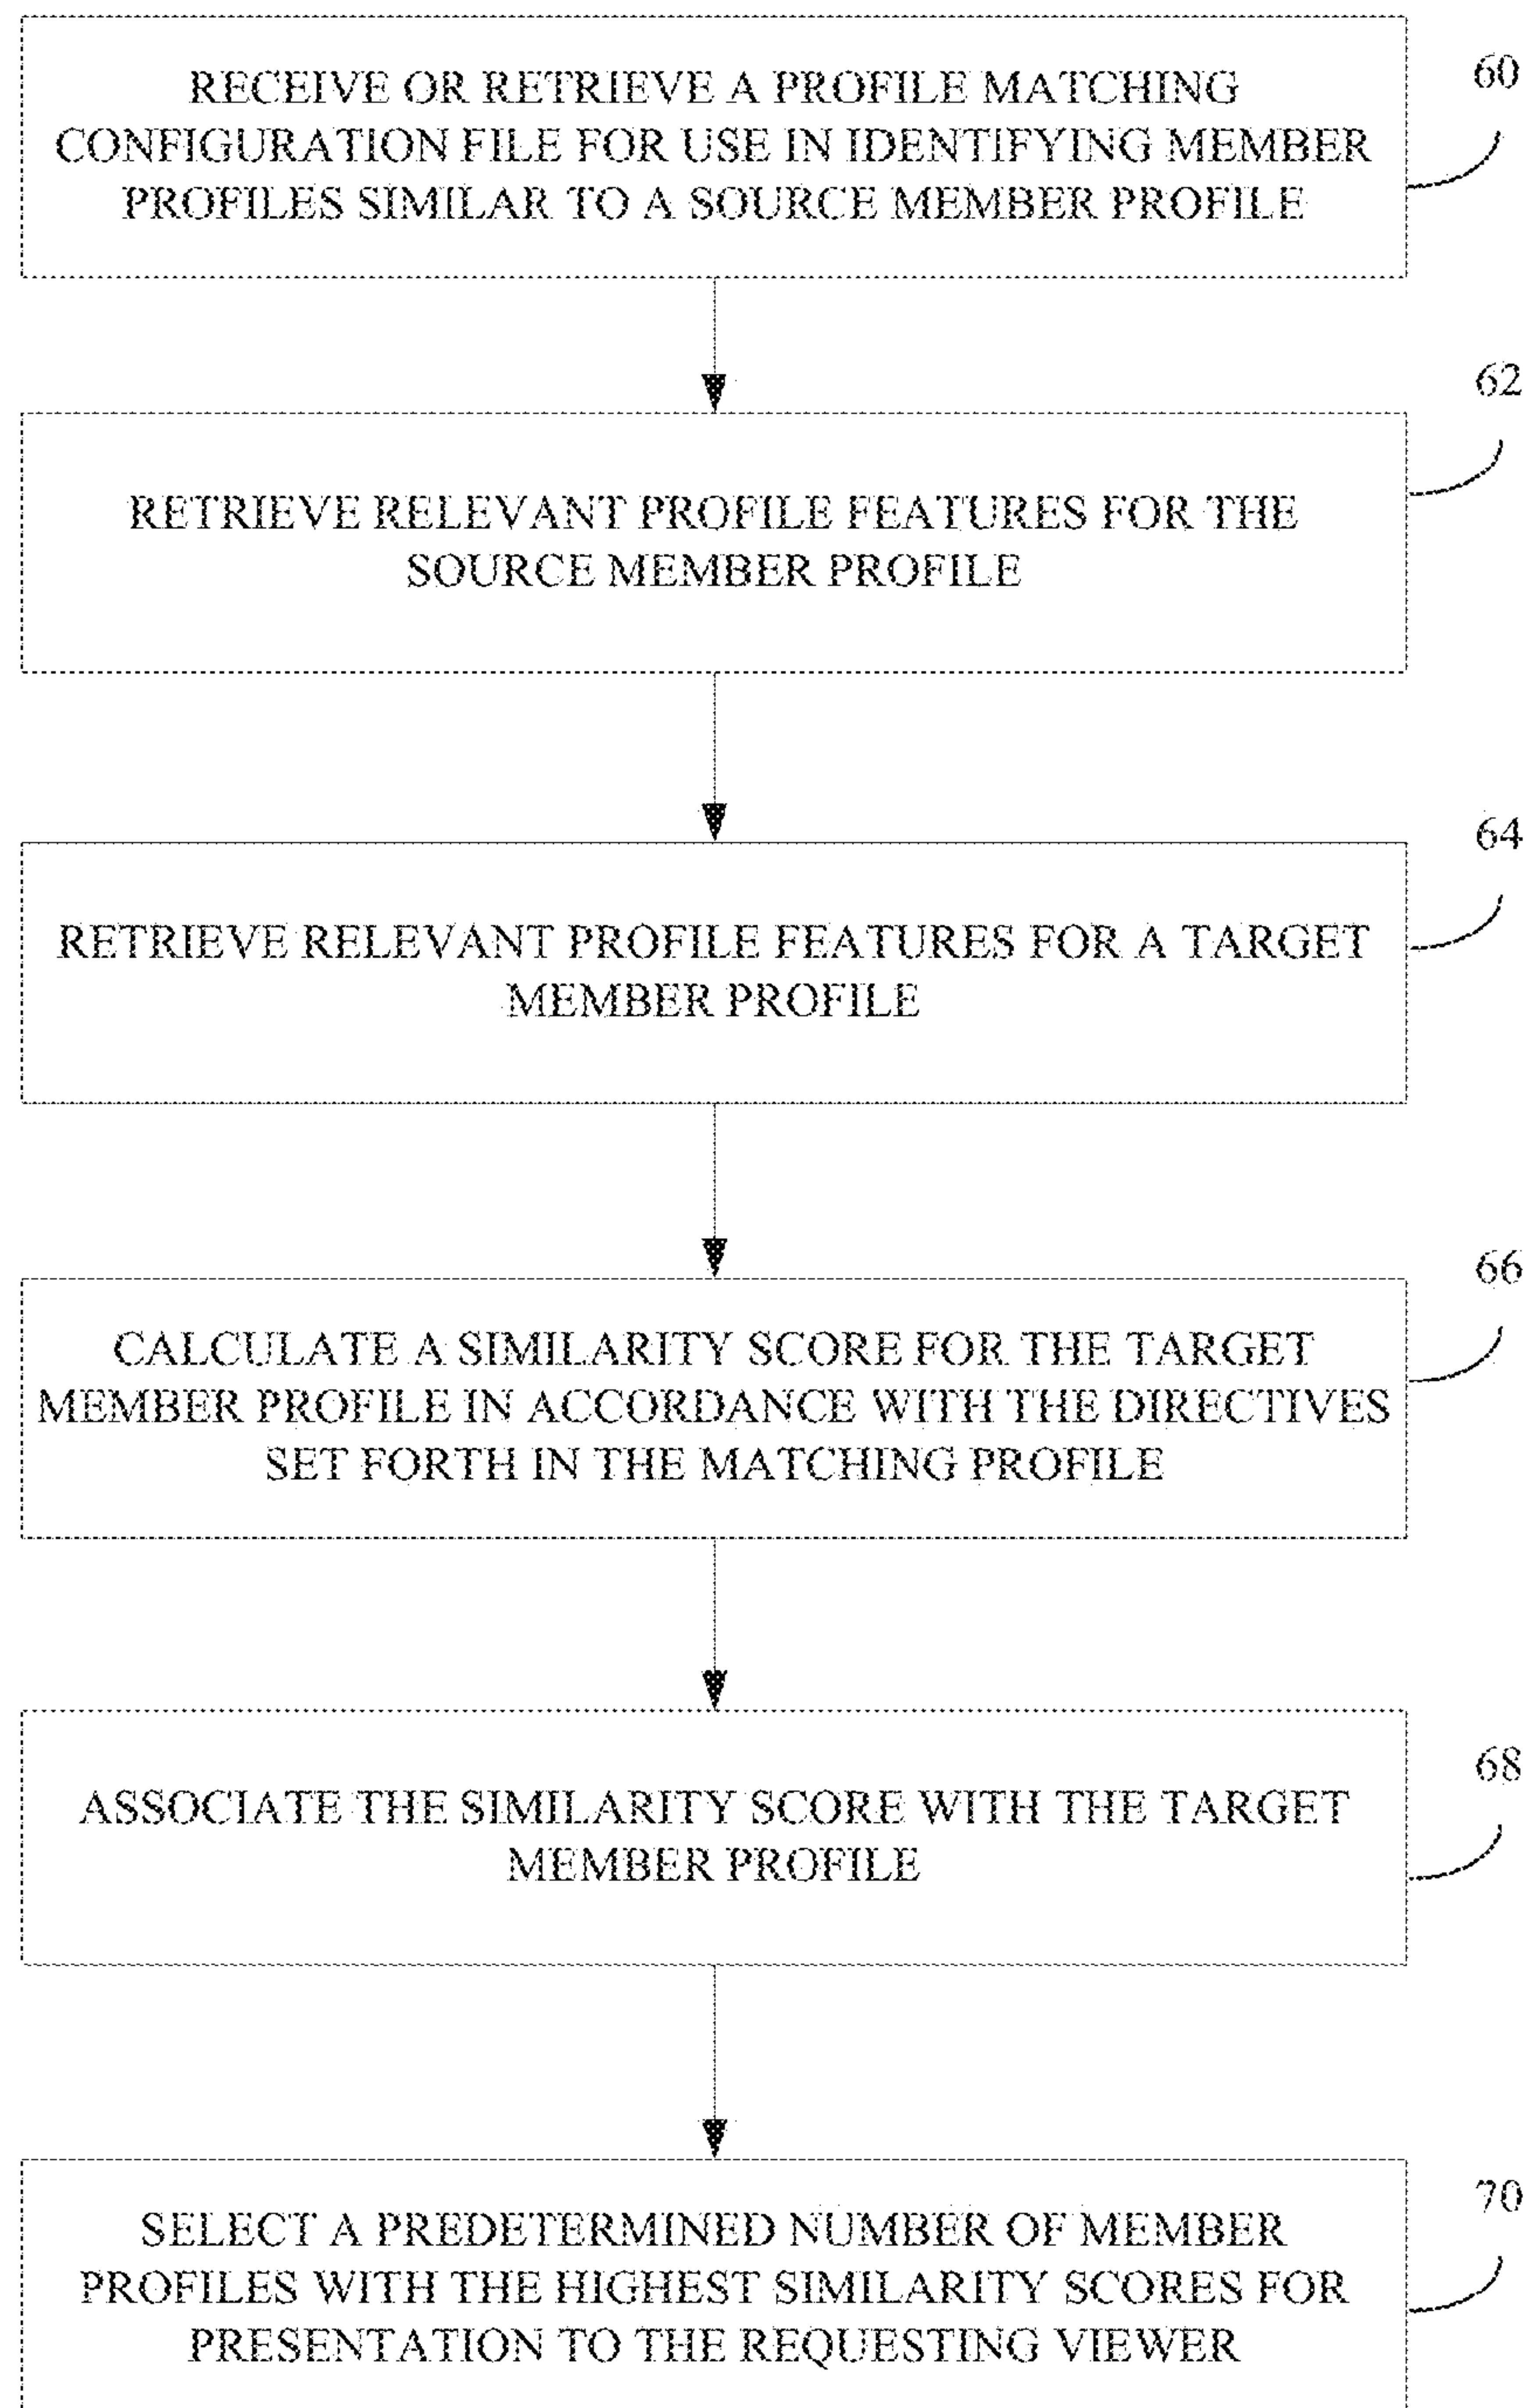 RECEIVE OR RETRIEVE A PROFILE MATCHING
CONFIGURATION FILE FOR USE IN IDENTIFYING MEMBER
PROFILES SIMILAR TO A SOURCE MEMBER PROFILE
60
RETRIEVE RELEVANT PROFILE FEATURES FOR THE
SOURCE MEMBER PROFILE
62
RETRIEVE RELEVANT PROFILE FEATURES FOR A TARGET
MEMBER PROFILE
64
CALCULATE A SIMILARITY SCORE FOR THE TARGET
MEMBER PROFILE IN ACCORDANCE WITH THE DIRECTIVES
SET FORTH IN THE MATCHING PROFILE
66
ASSOCIATE THE SIMILARITY SCORE WITH THE TARGET
MEMBER PROFILE
68
SELECT A PREDETERMINED NUMBER OF MEMBER
PROFILES WITH THE HIGHEST SIMILARITY SCORES FOR
PRESENTATION TO THE REQUESTING VIEWER
70